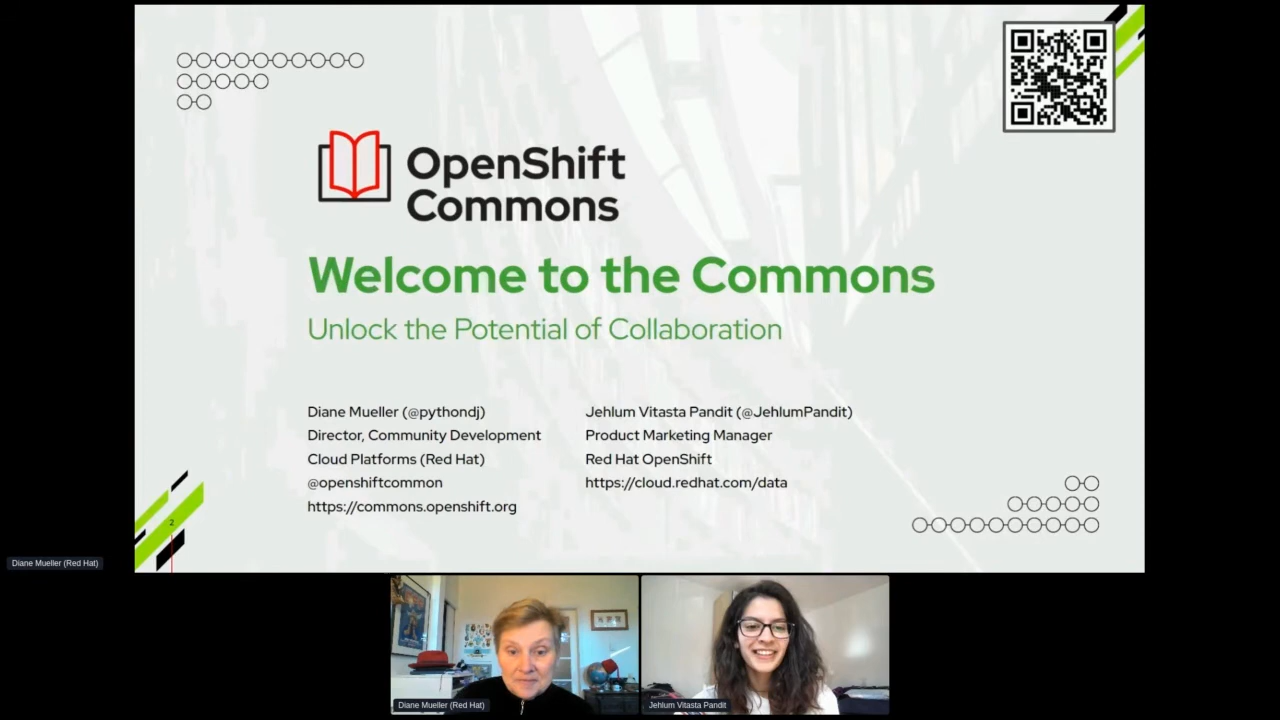 OpenShift
Commons
Welcome to the Commons
Unlock the Potential of Collaboration
Diane Mueller (@pythondj)
Director, Community Development
Cloud Platforms (Red Hat)
@openshiftcommon
https://commons.openshift.org
Jehlum Vitasta Pandit (@JehlumPandit)
Product Marketing Manager
Red Hat OpenShift
https://cloud.redhat.com/data
2
Diane Mueller (Red Hat)
Diane Mueller (Red Hat)
Jehlum Vitasta Pandit